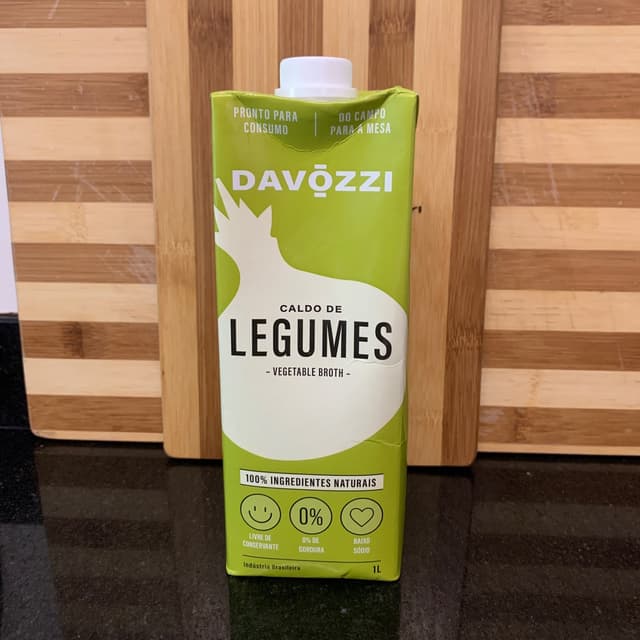 PRONTO PARA
CONSUMO
DO CAMPO
PARA A MESA
DAVŌZZI
CALDO DE
LEGUMES
- VEGETABLE BROTH -
100% INGREDIENTES NATURAIS
0%
LIVRE DE
CONSERVANTE
0% DE
GORDURA
BAIXO
SÓDIO
Indústria Brasileira
1L